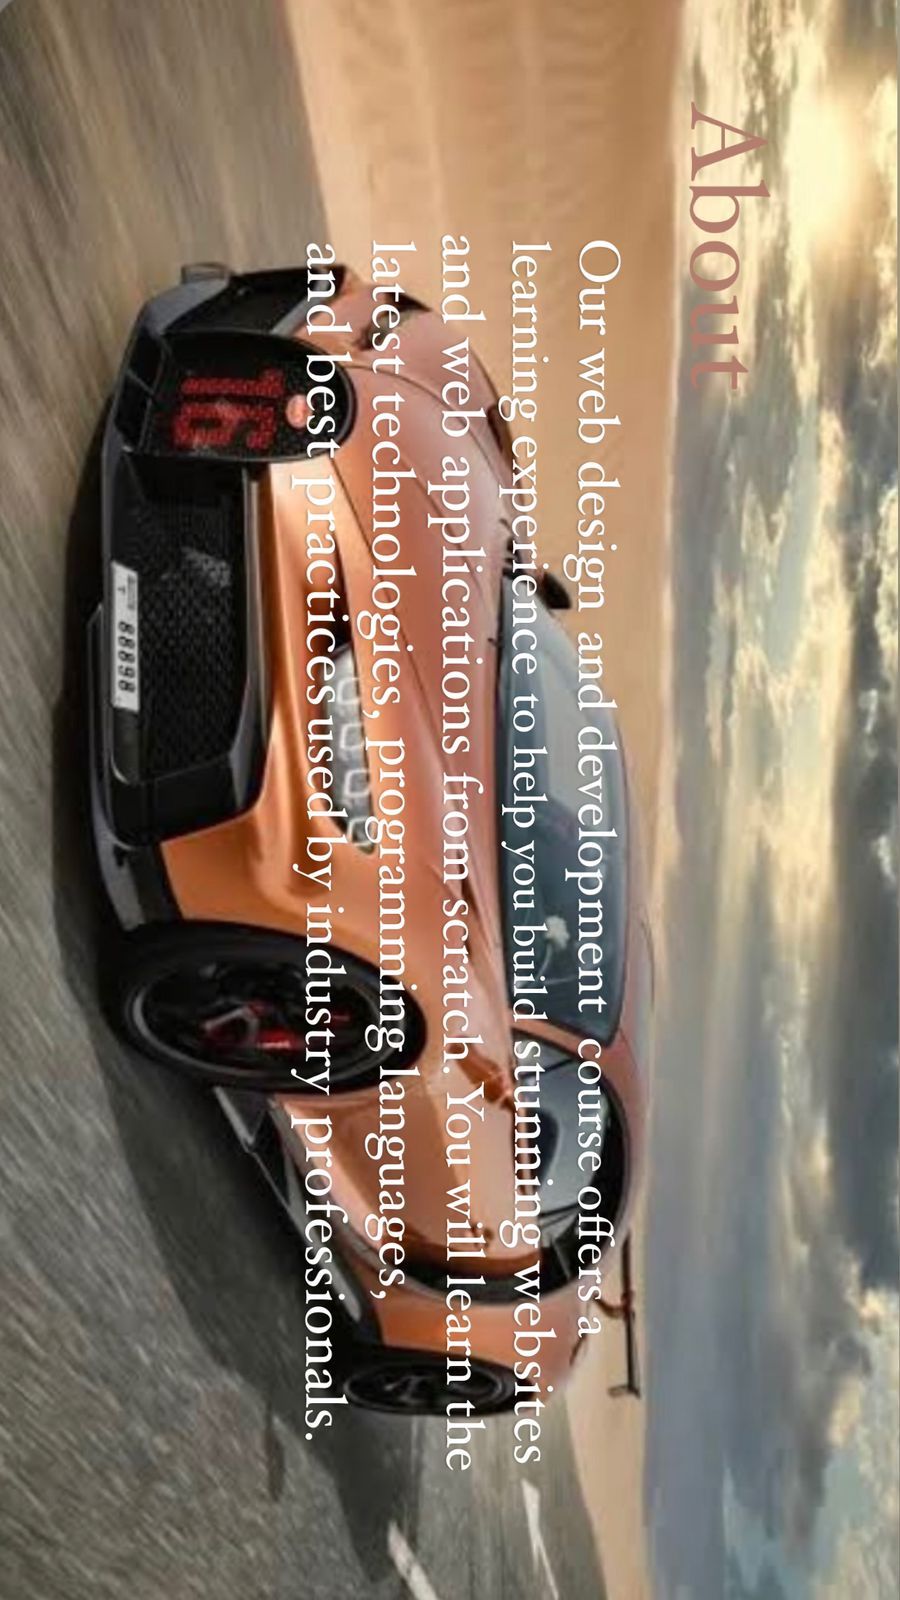 About
Our web design and development course offers a
learning experience to help you build stunning websites
and web applications from scratch. You will learn the
latest technologies, programming languages,
and best practices used by industry professionals.
16
88898